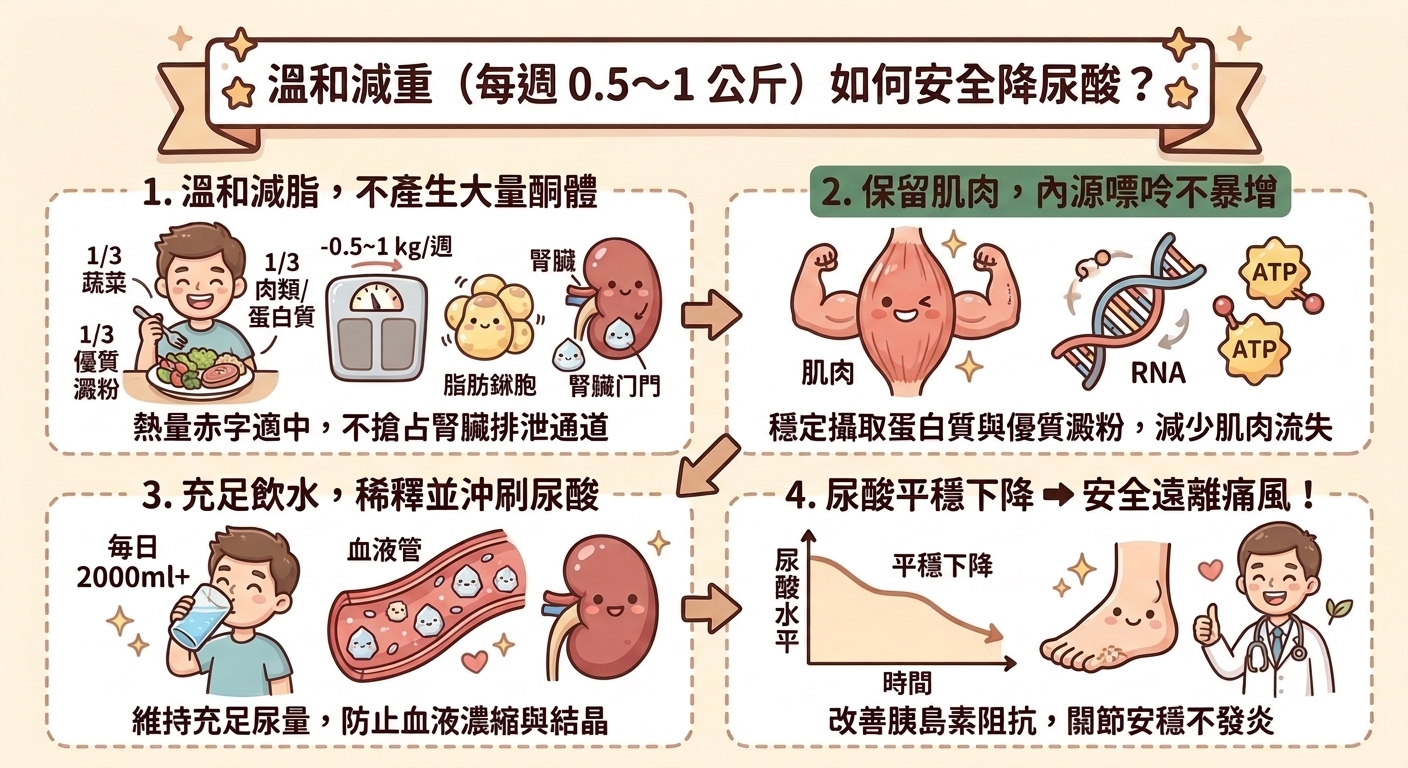 溫和減重（每週 0.5～1 公斤）如何安全降尿酸？
1. 溫和減脂，不產生大量酮體
1/3
蔬菜
1/3
肉類/
蛋白質
1/3
優質
澱粉
-0.5~1 kg/週
腎臟
脂肪鎍胞
腎臟门門
熱量赤字適中，不搶占腎臟排泄通道
2. 保留肌肉，內源嘌呤不暴增
肌肉
RNA
ATP
ATP
穩定攝取蛋白質與優質澱粉，減少肌肉流失
3. 充足飲水，稀釋並沖刷尿酸
每日
2000ml+
血液管
維持充足尿量，防止血液濃縮與結晶
4. 尿酸平穩下降 ➡ 安全遠離痛風！
尿酸水平
平穩下降
時間
改善胰島素阻抗，關節安穩不發炎